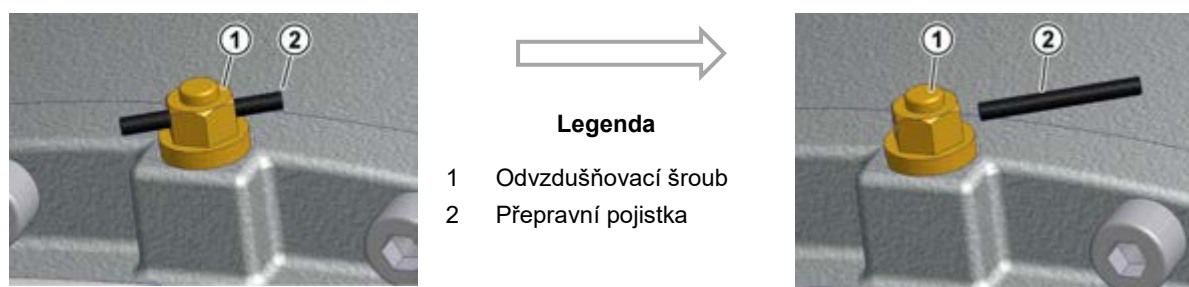 1 2
Legenda
1 Odvzdušňovací šroub
2 Přepravní pojistka
1 2